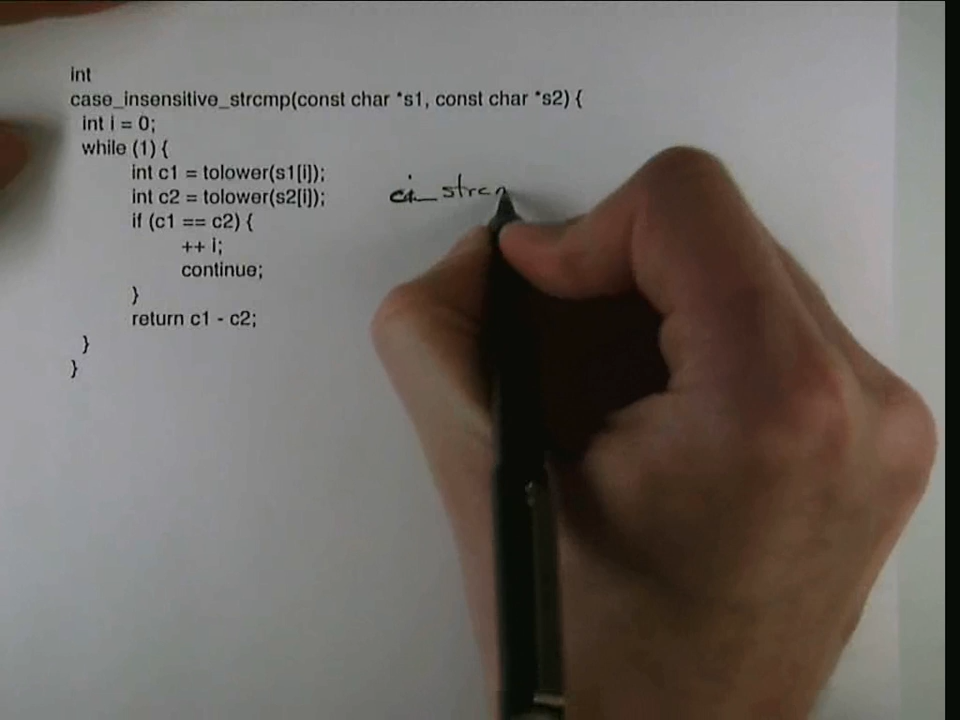 int
case_insensitive_strcmp(const char *s1, const char *s2) {
int i = 0;
while (1) {
int c1 = tolower(s1[i]);
int c2 = tolower(s2[i]);
if (c1 == c2) {
++ i;
continue;
}
return c1 - c2;
}
}